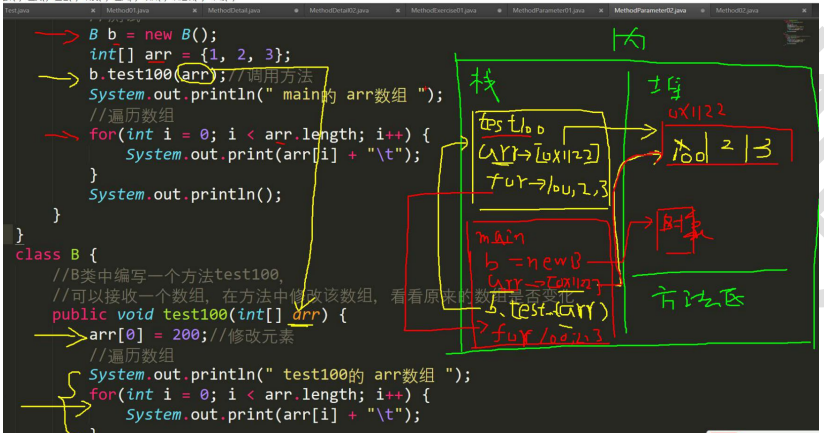 Test.java × Method01.java × MethodDetail.java ● MethodDetail02.java ● MethodExercise01.java ● MethodParameter01.java × MethodParameter02.java ● Method02.java ×
B b = new B();
int[] arr = {1, 2, 3};
b.test100(arr);//调用方法
System.out.println(" main的 arr数组 ");
//遍历数组
for(int i = 0; i < arr.length; i++) {
System.out.print(arr[i] + "\t");
}
System.out.println();
}
}
class B {
//B类中编写一个方法test100,
//可以接收一个数组, 在方法中修改该数组, 看看原来的数组是否变化
public void test100(int[] arr) {
arr[0] = 200;//修改元素
//遍历数组
System.out.println(" test100的 arr数组 ");
for(int i = 0; i < arr.length; i++) {
System.out.print(arr[i] + "\t");
}
栈
test100
arr→[0x1122]
for→100,2,3
main
b = new B
arr→[0x112]
b.test(arr)
for 100,2,3
堆
0x1122
100 | 2 | 3
方法区